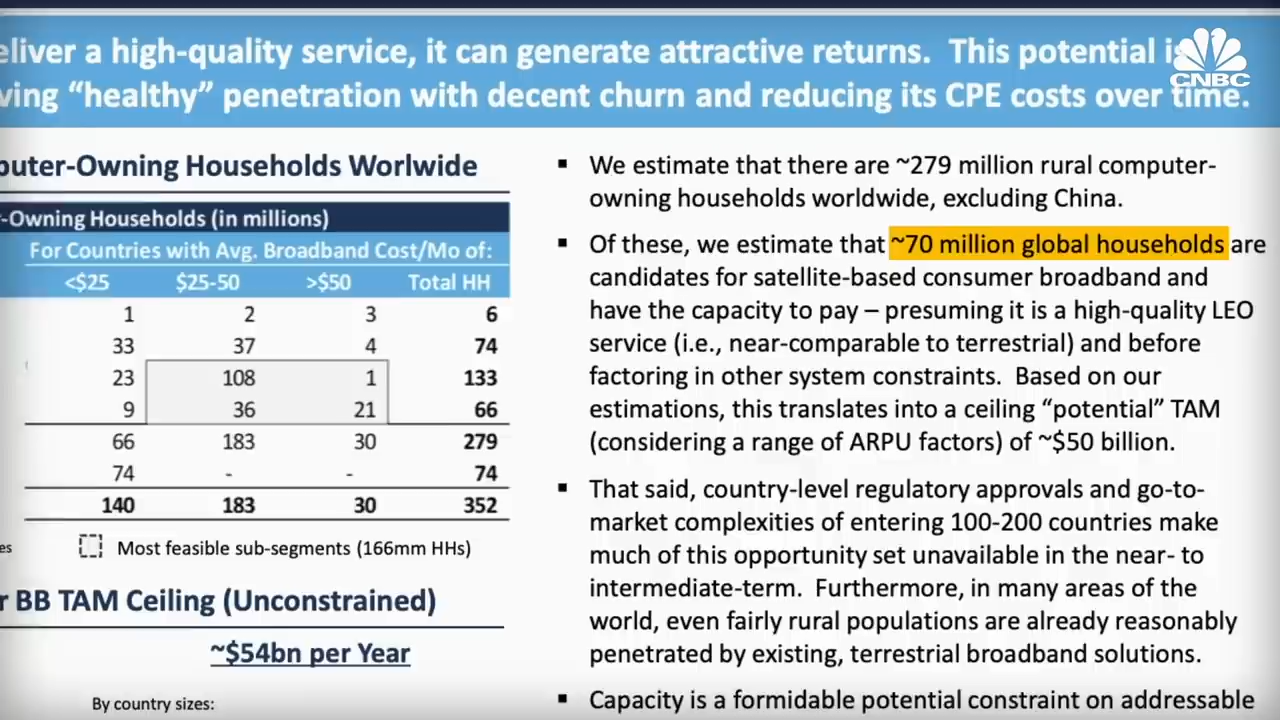 eliver a high-quality service, it can generate attractive returns. This potential is
CNBC
ving “healthy” penetration with decent churn and reducing its CPE costs over time.
puter-Owning Households Worlwide
-Owning Households (in millions)
For Countries with Avg. Broadband Cost/Mo of:
<$25 $25-50 >$50 Total HH
1 2 3 6
33 37 4 74
23 108 1 133
9 36 21 66
66 183 30 279
74 - - 74
140 183 30 352
es Most feasible sub-segments (166mm HHs)
r BB TAM Ceiling (Unconstrained)
~$54bn per Year
By country sizes:
▪ We estimate that there are ~279 million rural computer-
owning households worldwide, excluding China.
▪ Of these, we estimate that ~70 million global households are
candidates for satellite-based consumer broadband and
have the capacity to pay – presuming it is a high-quality LEO
service (i.e., near-comparable to terrestrial) and before
factoring in other system constraints. Based on our
estimations, this translates into a ceiling “potential” TAM
(considering a range of ARPU factors) of ~$50 billion.
▪ That said, country-level regulatory approvals and go-to-
market complexities of entering 100-200 countries make
much of this opportunity set unavailable in the near- to
intermediate-term. Furthermore, in many areas of the
world, even fairly rural populations are already reasonably
penetrated by existing, terrestrial broadband solutions.
▪ Capacity is a formidable potential constraint on addressable